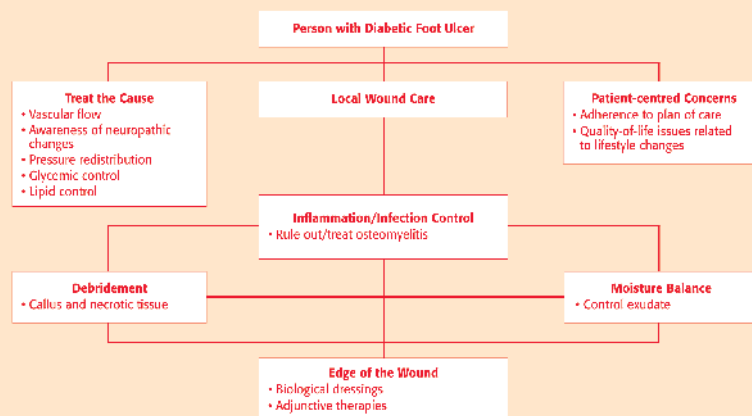 Person with Diabetic Foot Ulcer
Treat the Cause
• Vascular flow
• Awareness of neuropathic
changes
• Pressure redistribution
• Glycemic control
• Lipid control
Local Wound Care
Patient-centred Concerns
• Adherence to plan of care
• Quality-of-life issues related
to lifestyle changes
Inflammation/Infection Control
• Rule out/treat osteomyelitis
Debridement
• Callus and necrotic tissue
Moisture Balance
• Control exudate
Edge of the Wound
• Biological dressings
• Adjunctive therapies